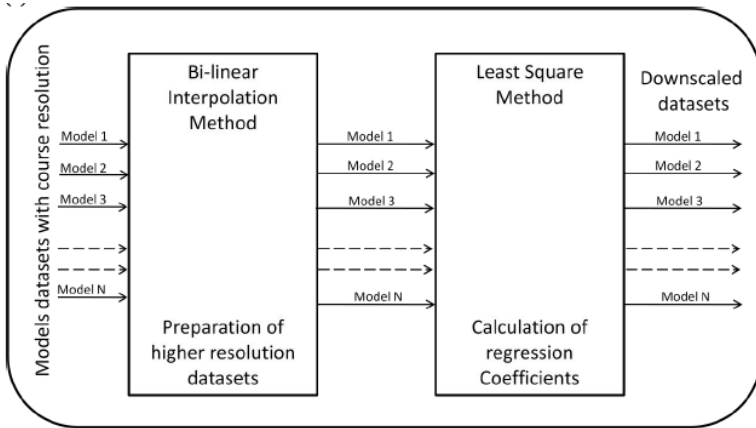 Models datasets with course resolution
Bi-linear
Interpolation
Method
Model 1
Model 2
Model 3
Model N
Preparation of
higher resolution
datasets
Model 1
Model 2
Model 3
Model N
Least Square
Method
Calculation of
regression
Coefficients
Downscaled
datasets
Model 1
Model 2
Model 3
Model N